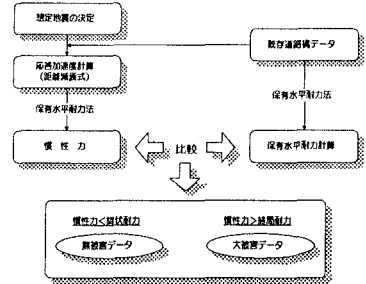 想定地震の決定
既存道路橋データ
応答加速度計算
(距離減衰式)
保有水平耐力法
保有水平耐力法
慣性力
比較
保有水平耐力計算
慣性力<降伏耐力
慣性力>終局耐力
無被害データ
大被害データ